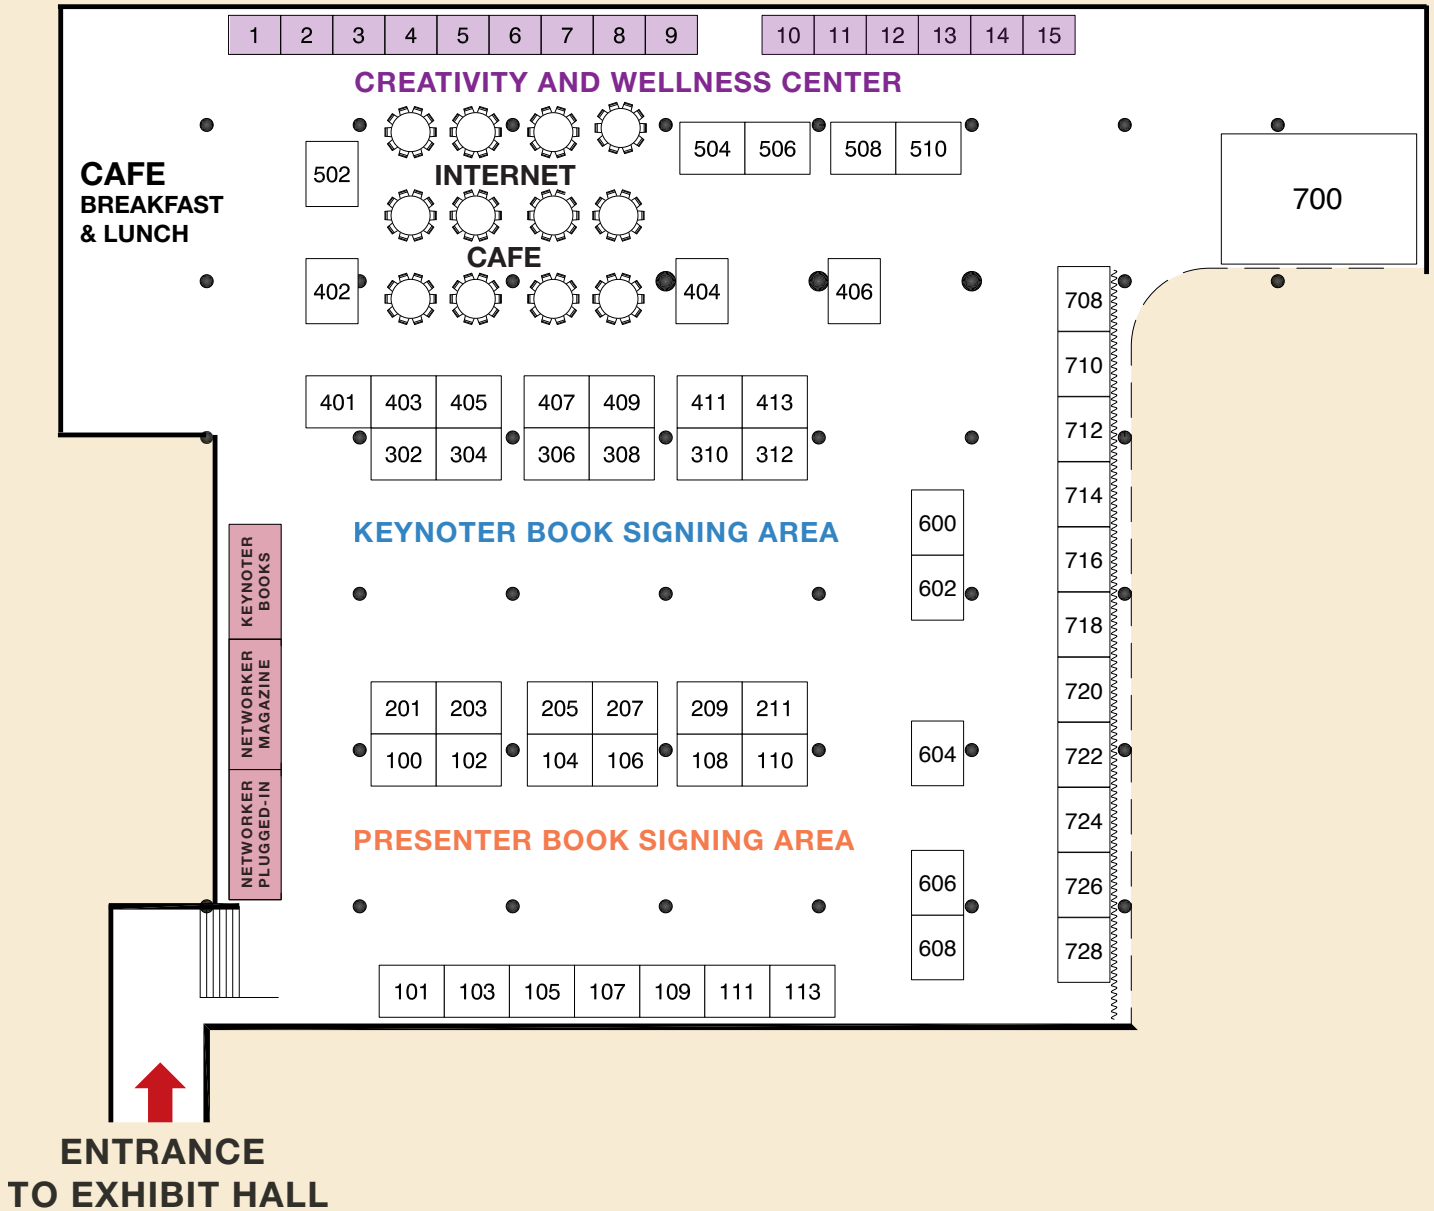 1 2 3 4 5 6 7 8 9 10 11 12 13 14 15
CREATIVITY AND WELLNESS CENTER
504 506 508 510
CAFE
BREAKFAST
& LUNCH
502
INTERNET
CAFE
700
402 404 406
708
710
712
714
716
718
720
722
724
726
728
401 403 405 407 409 411 413
302 304 306 308 310 312
KEYNOTER BOOK SIGNING AREA
600
602
KEYNOTER
BOOKS
NETWORKER
MAGAZINE
NETWORKER
PLUGGED-IN
201 203 205 207 209 211
100 102 104 106 108 110
604
PRESENTER BOOK SIGNING AREA
606
608
101 103 105 107 109 111 113
ENTRANCE
TO EXHIBIT HALL